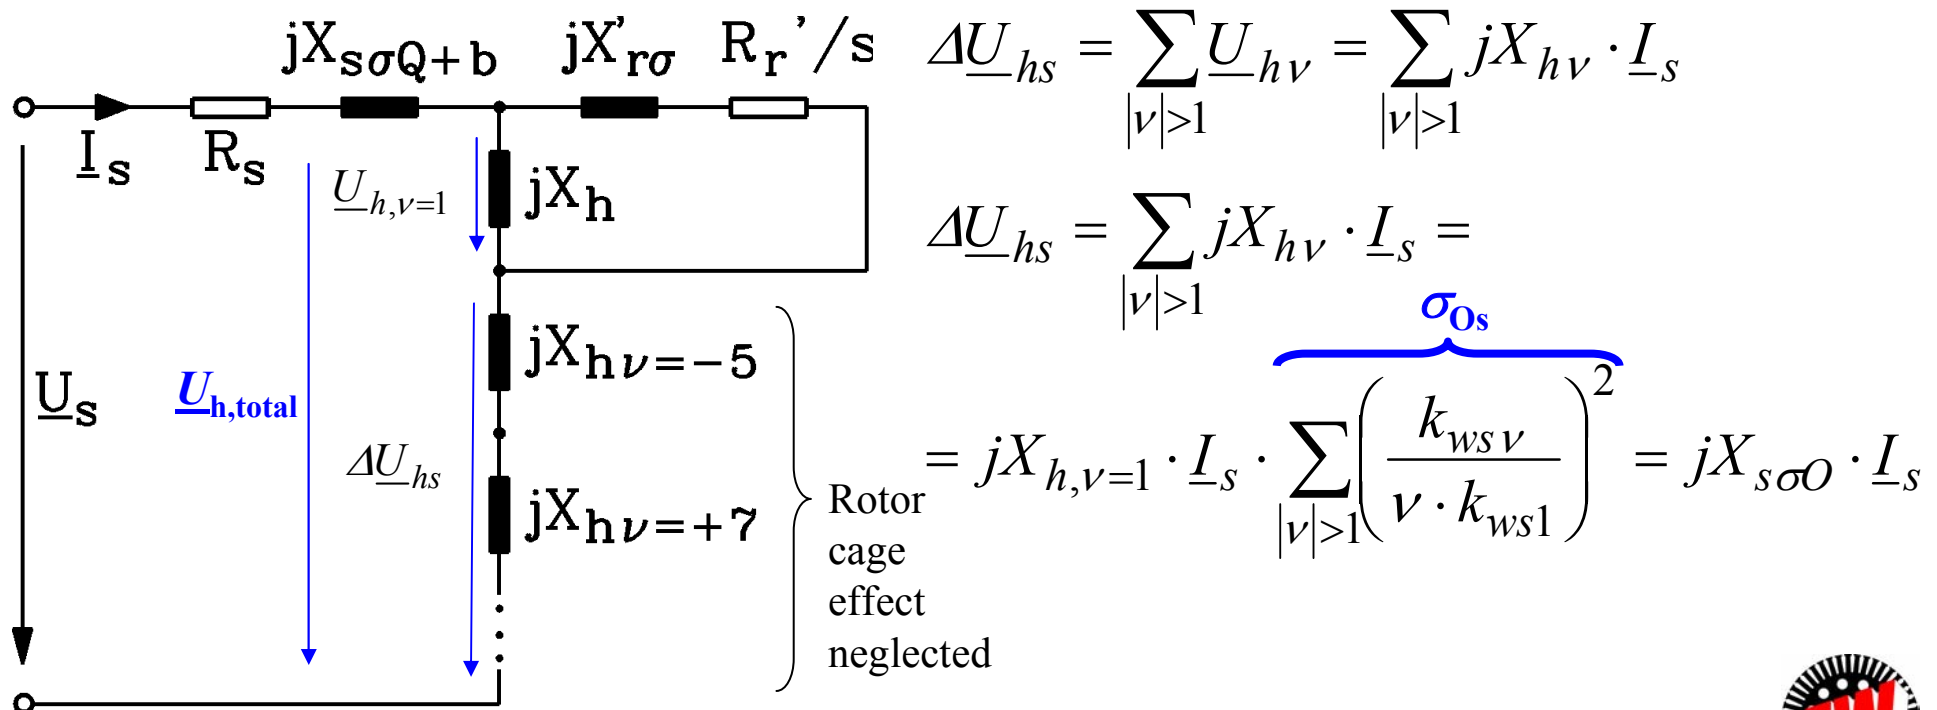 jX_{sσQ+b}  jX'_{rσ}  R_r'/s
I_s  R_s
U_{h,ν=1}  jX_h
U_s  U_{h,total}
jX_{hν=-5}
ΔU_{hs}
jX_{hν=+7}
Rotor
cage
effect
neglected
ΔU_{hs} = Σ_{|ν|>1} U_{hν} = Σ_{|ν|>1} jX_{hν} · I_s
ΔU_{hs} = Σ_{|ν|>1} jX_{hν} · I_s =
σ_{Os}
= jX_{h,ν=1} · I_s · Σ_{|ν|>1} (k_{wsν} / (ν · k_{ws1}))² = jX_{sσO} · I_s